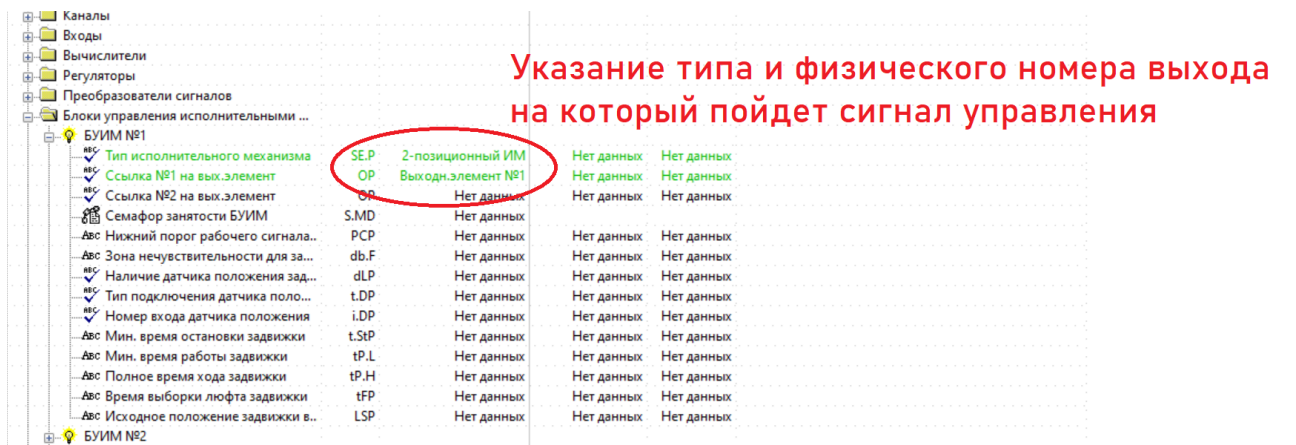 Каналы
Входы
Вычислители
Регуляторы
Преобразователи сигналов
Указание типа и физического номера выхода
на который пойдет сигнал управления
Блоки управления исполнительными ...
БУИМ №1
Тип исполнительного механизма SE.P 2-позиционный ИМ Нет данных Нет данных
Ссылка №1 на вых.элемент OP Выходн.элемент №1 Нет данных Нет данных
Ссылка №2 на вых.элемент OP Нет данных Нет данных Нет данных
Семафор занятости БУИМ S.MD Нет данных
Нижний порог рабочего сигнала.. PCP Нет данных Нет данных Нет данных
Зона нечувствительности для за... db.F Нет данных Нет данных Нет данных
Наличие датчика положения зад... dLP Нет данных Нет данных Нет данных
Тип подключения датчика поло... t.DP Нет данных Нет данных Нет данных
Номер входа датчика положения i.DP Нет данных Нет данных Нет данных
Мин. время остановки задвижки t.StP Нет данных Нет данных Нет данных
Мин. время работы задвижки tP.L Нет данных Нет данных Нет данных
Полное время хода задвижки tP.H Нет данных Нет данных Нет данных
Время выборки люфта задвижки tFP Нет данных Нет данных Нет данных
Исходное положение задвижки в.. LSP Нет данных Нет данных Нет данных
БУИМ №2